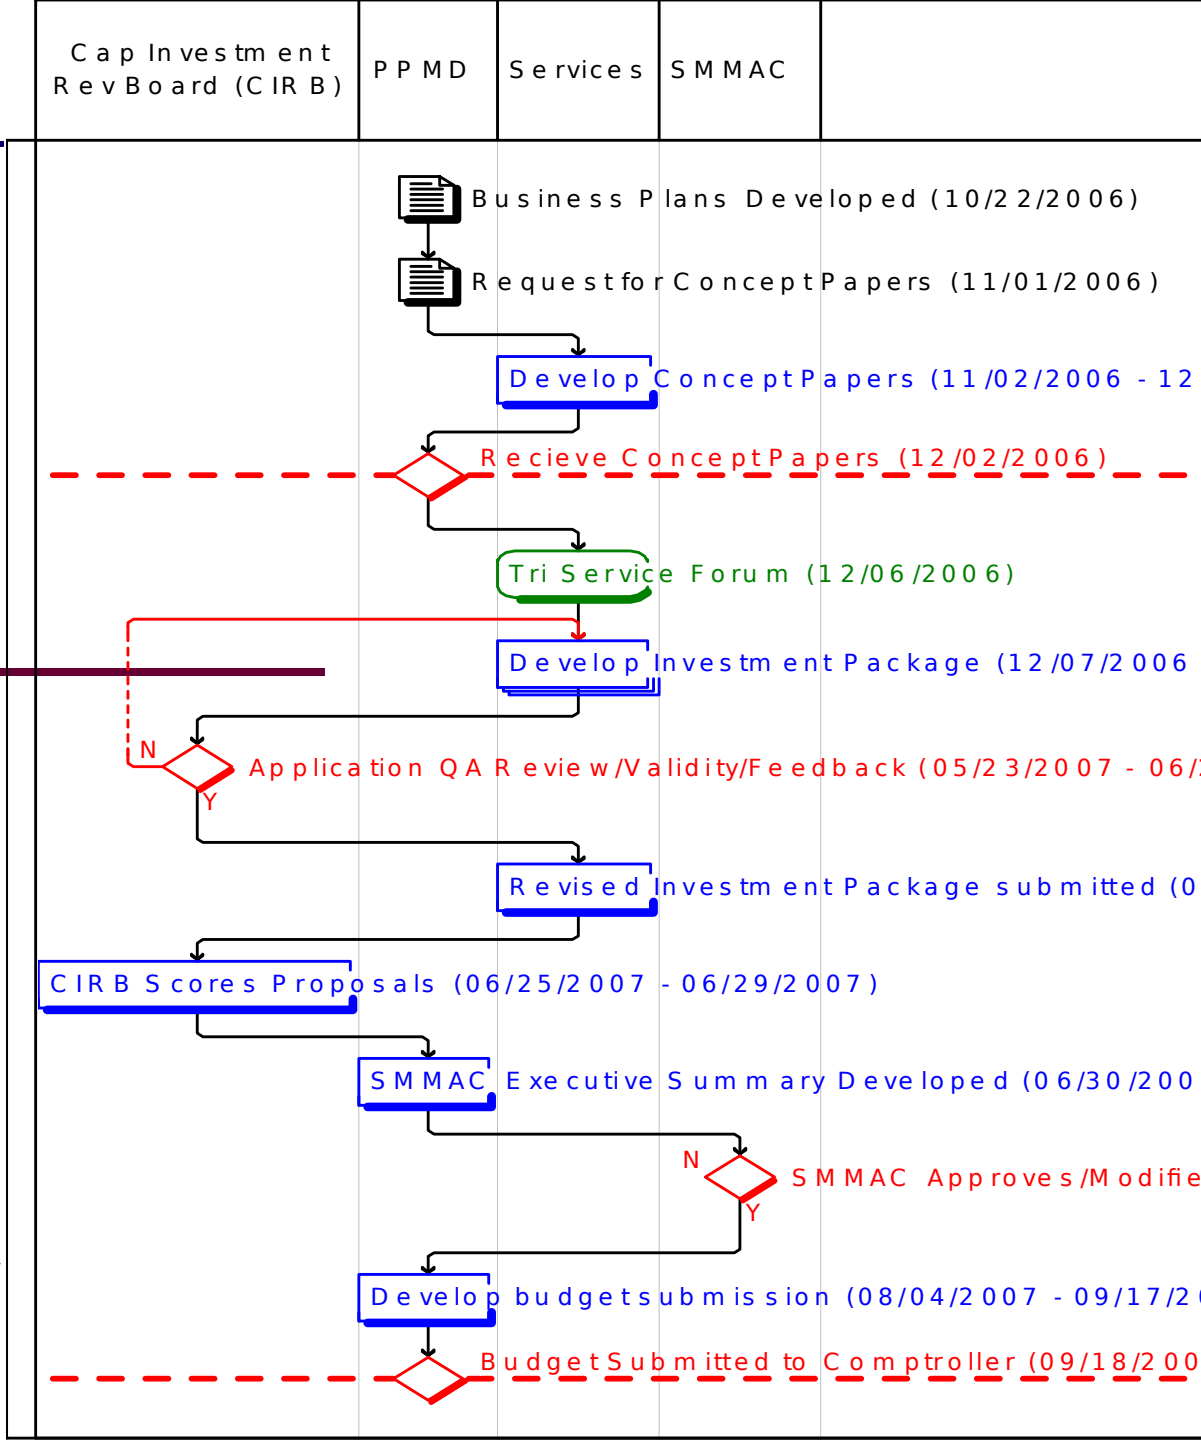 Cap Investment
Rev Board (CIRB)
PPMD
Services
SMMAC
Business Plans Developed (10/22/2006)
Request for Concept Papers (11/01/2006)
Develop Concept Papers (11/02/2006 - 12
Recieve Concept Papers (12/02/2006)
Tri Service Forum (12/06/2006)
Develop Investment Package (12/07/2006
N
Application QA Review/Validity/Feedback (05/23/2007 - 06/
Y
Revised Investment Package submitted (0
CIRB Scores Proposals (06/25/2007 - 06/29/2007)
SMMAC Executive Summary Developed (06/30/200
N
SMMAC Approves/Modifie
Y
Develop budget submission (08/04/2007 - 09/17/20
Budget Submitted to Comptroller (09/18/200